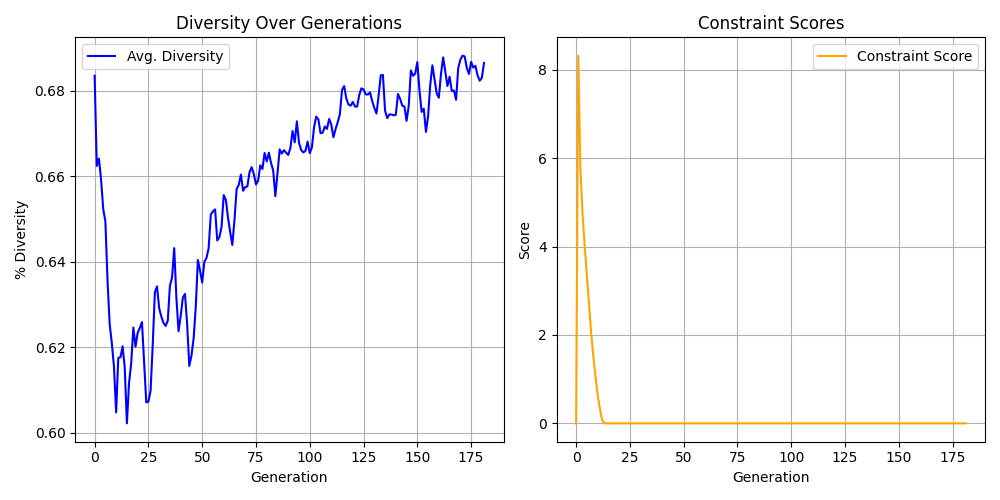 Diversity Over Generations
Avg. Diversity
% Diversity
0.68
0.66
0.64
0.62
0.60
0 25 50 75 100 125 150 175
Generation
Constraint Scores
Constraint Score
Score
8
6
4
2
0
0 25 50 75 100 125 150 175
Generation